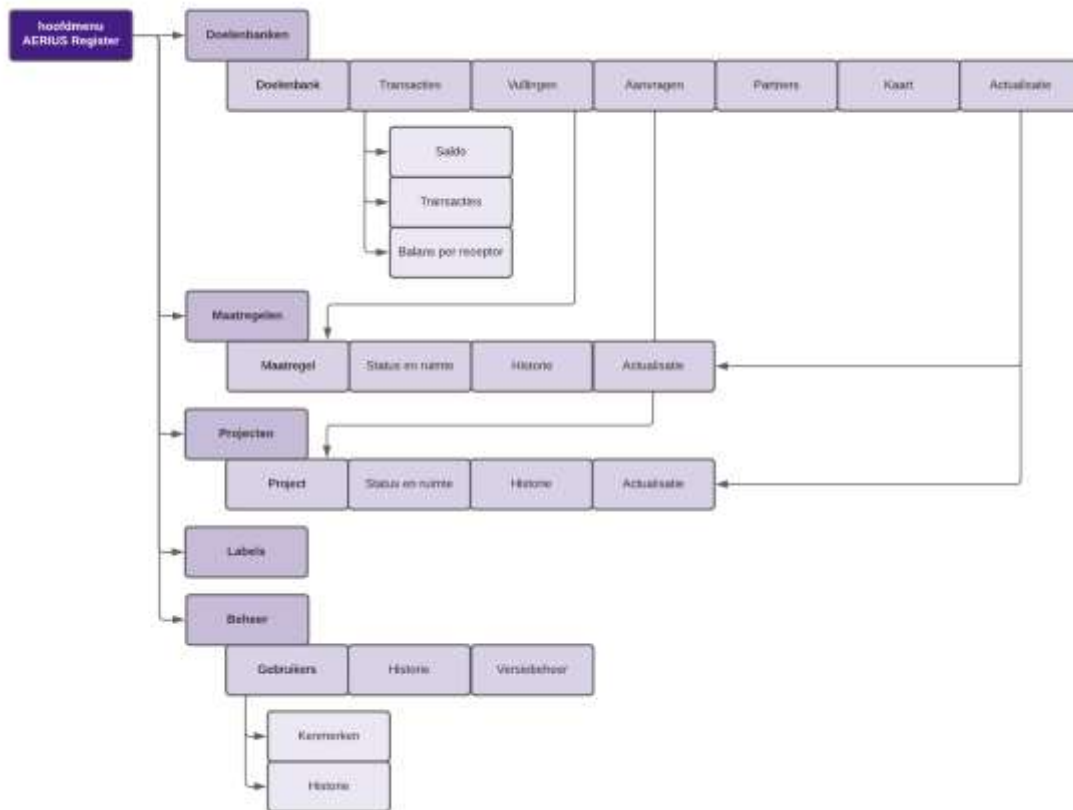 hoofdmenu
AERIUS Register
Doelenbanken
Doelenbank
Transacties
Vullingen
Aanvragen
Partners
Kaart
Actualisatie
Saldo
Transacties
Balans per receptor
Maatregelen
Maatregel
Status en ruimte
Historie
Actualisatie
Projecten
Project
Status en ruimte
Historie
Actualisatie
Labels
Beheer
Gebruikers
Historie
Versiebeheer
Kenmerken
Historie